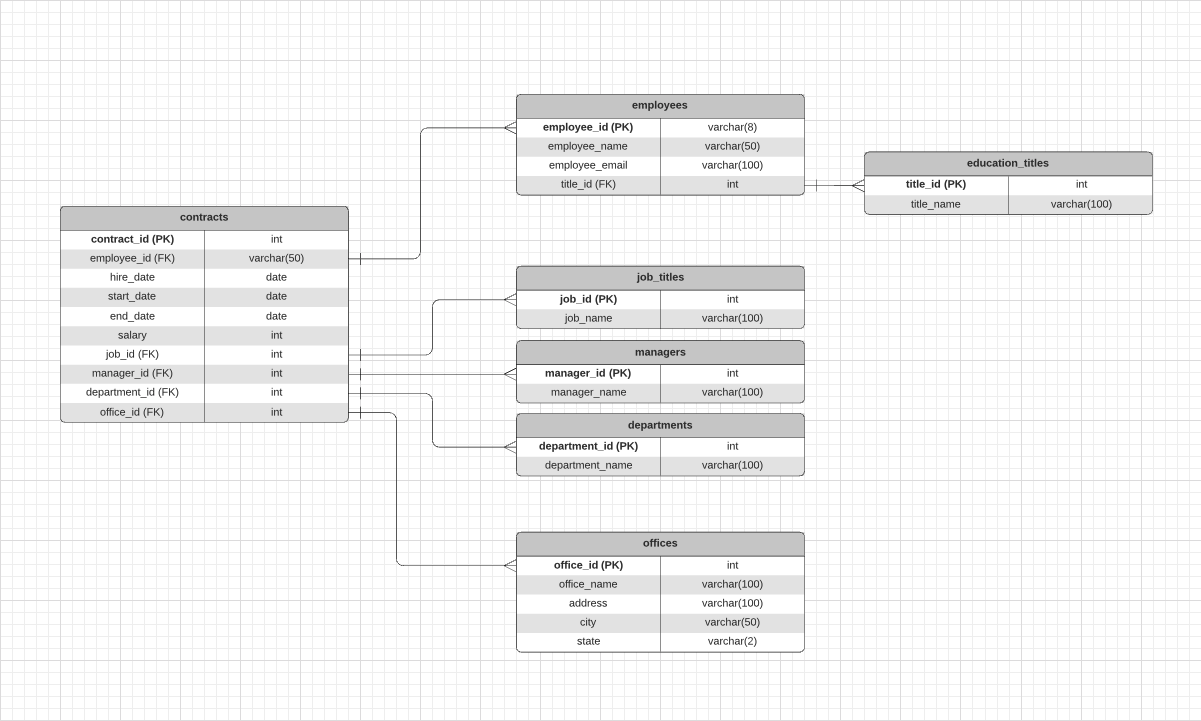 employees
employee_id (PK) varchar(8)
employee_name varchar(50)
employee_email varchar(100)
title_id (FK) int
education_titles
title_id (PK) int
title_name varchar(100)
contracts
contract_id (PK) int
employee_id (FK) varchar(50)
hire_date date
start_date date
end_date date
salary int
job_id (FK) int
manager_id (FK) int
department_id (FK) int
office_id (FK) int
job_titles
job_id (PK) int
job_name varchar(100)
managers
manager_id (PK) int
manager_name varchar(100)
departments
department_id (PK) int
department_name varchar(100)
offices
office_id (PK) int
office_name varchar(100)
address varchar(100)
city varchar(50)
state varchar(2)